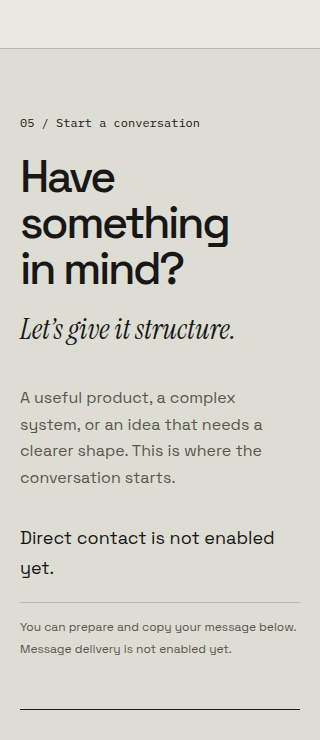 05 / Start a conversation
Have
something
in mind?
Let’s give it structure.
A useful product, a complex
system, or an idea that needs a
clearer shape. This is where the
conversation starts.
Direct contact is not enabled
yet.
You can prepare and copy your message below.
Message delivery is not enabled yet.